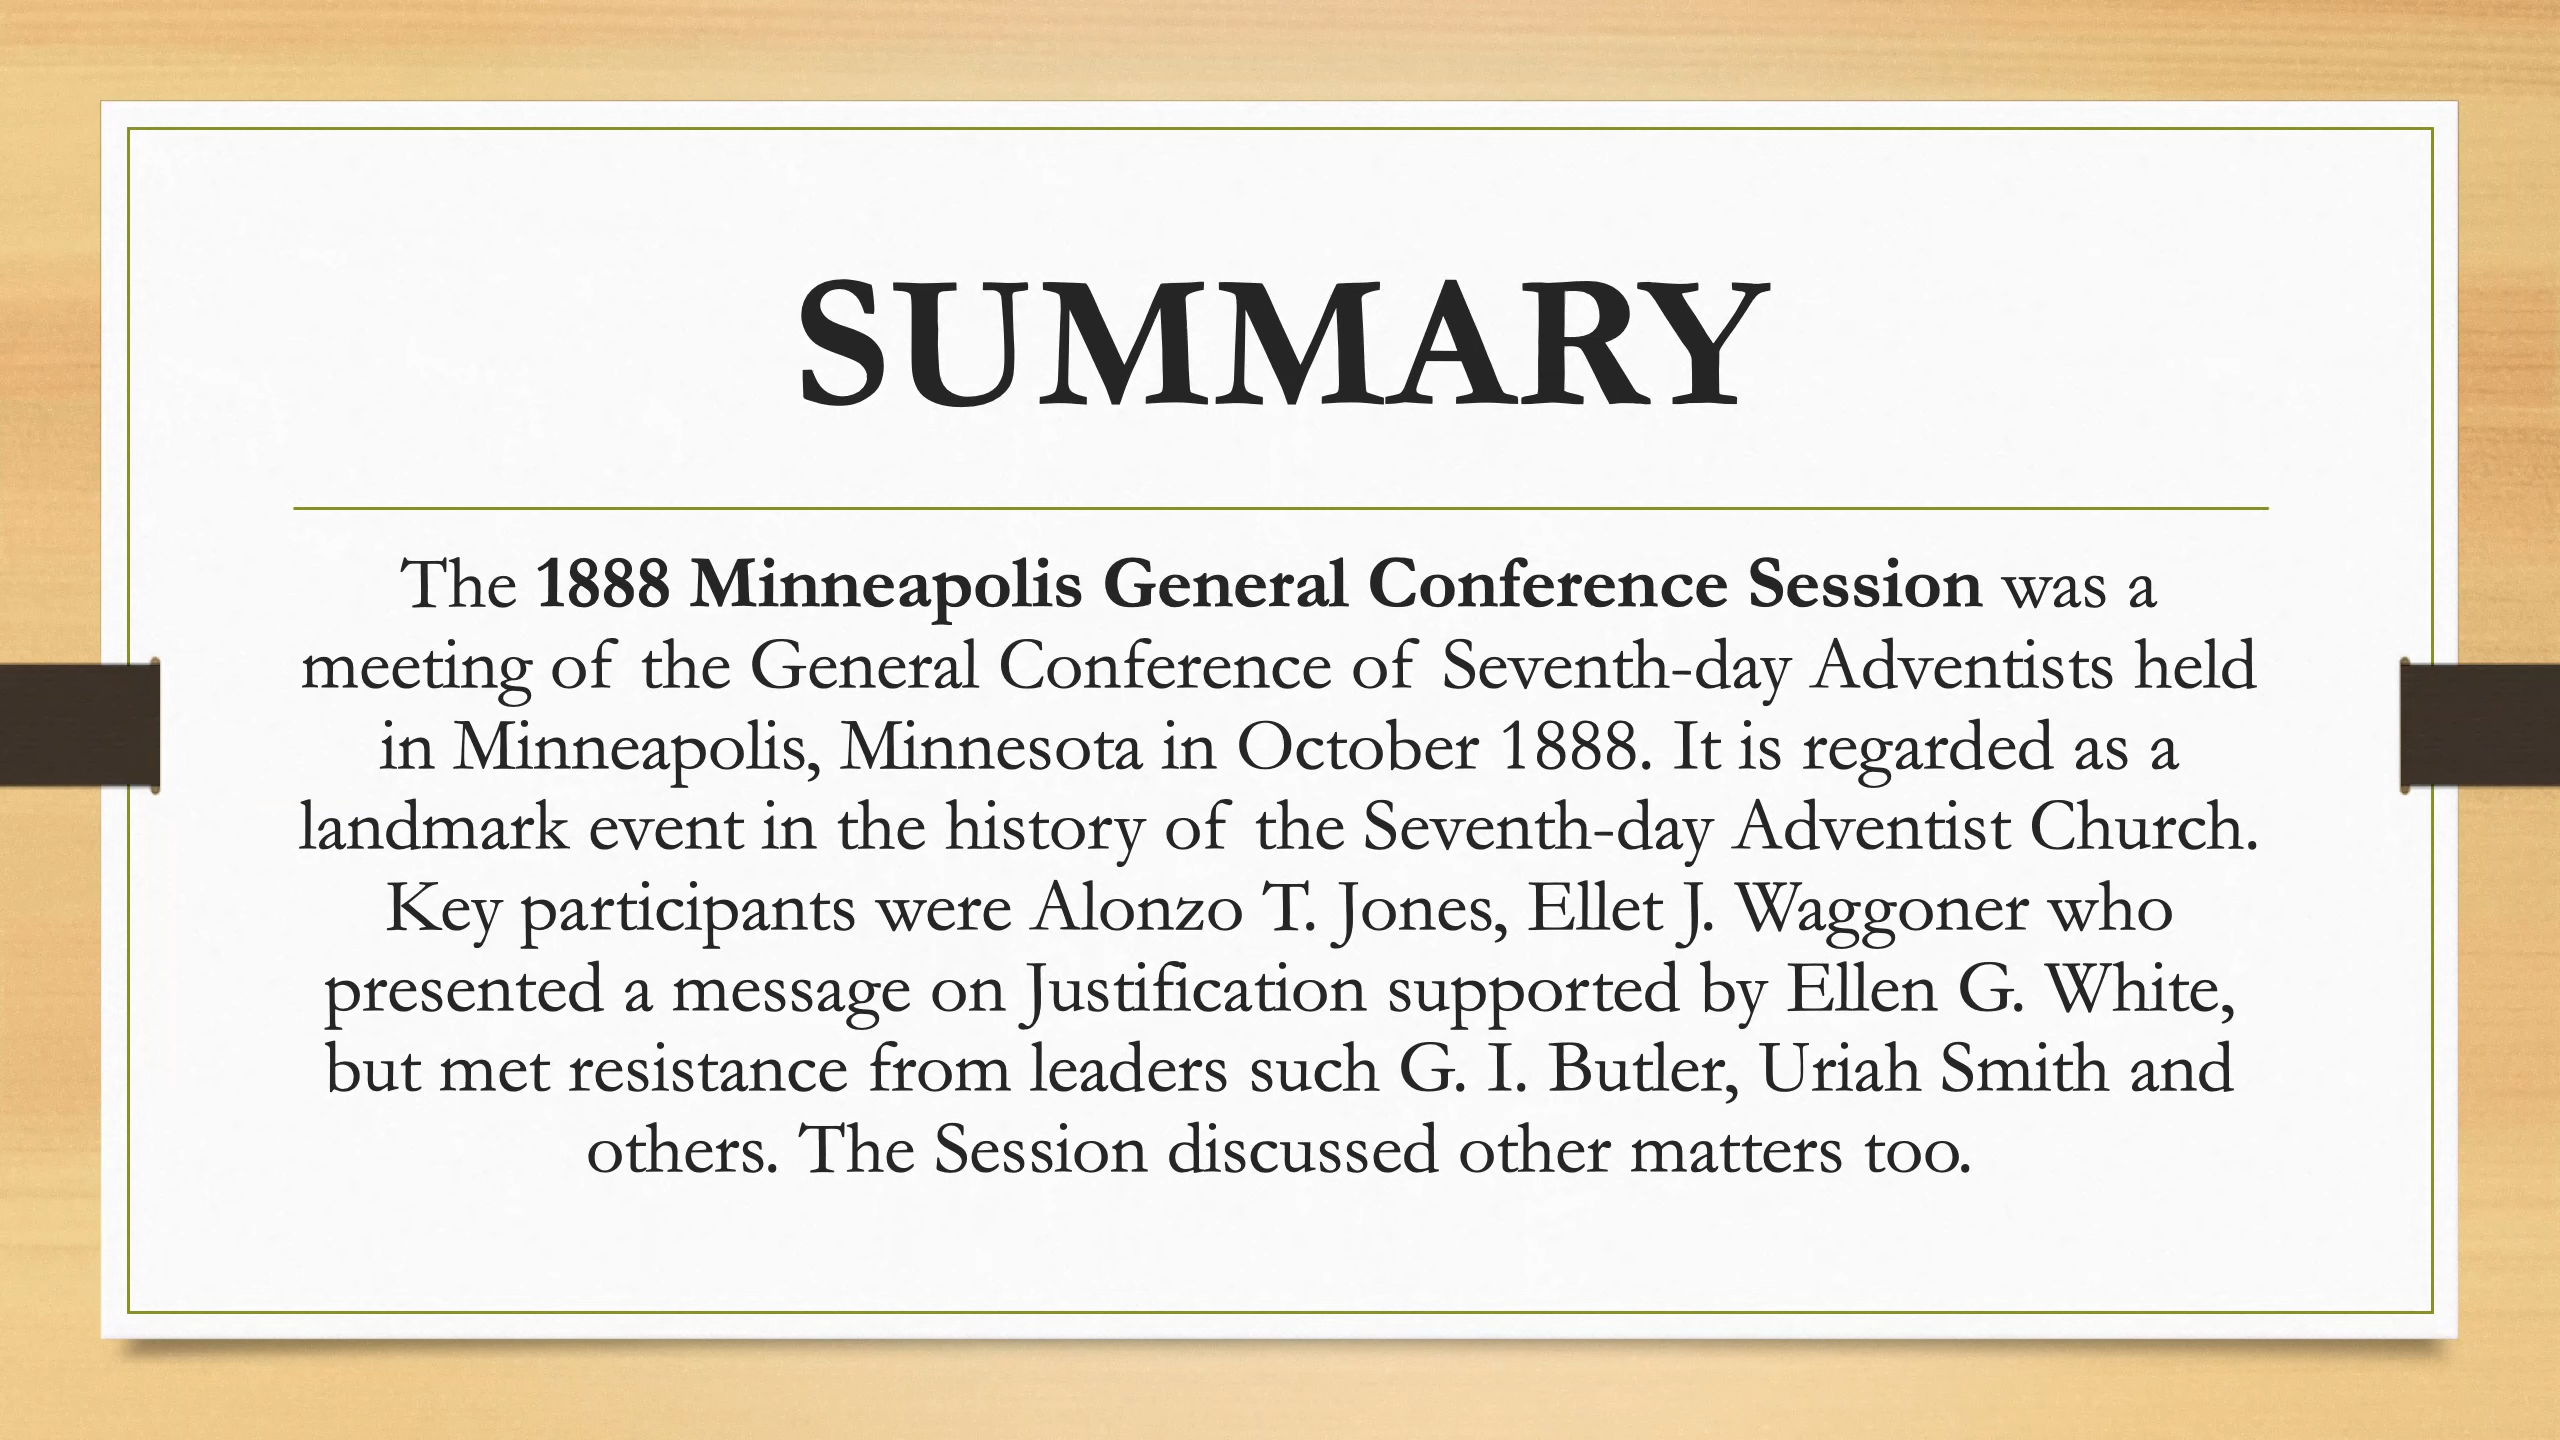 SUMMARY
The 1888 Minneapolis General Conference Session was a
meeting of the General Conference of Seventh-day Adventists held
in Minneapolis, Minnesota in October 1888. It is regarded as a
landmark event in the history of the Seventh-day Adventist Church.
Key participants were Alonzo T. Jones, Ellet J. Waggoner who
presented a message on Justification supported by Ellen G. White,
but met resistance from leaders such G. I. Butler, Uriah Smith and
others. The Session discussed other matters too.